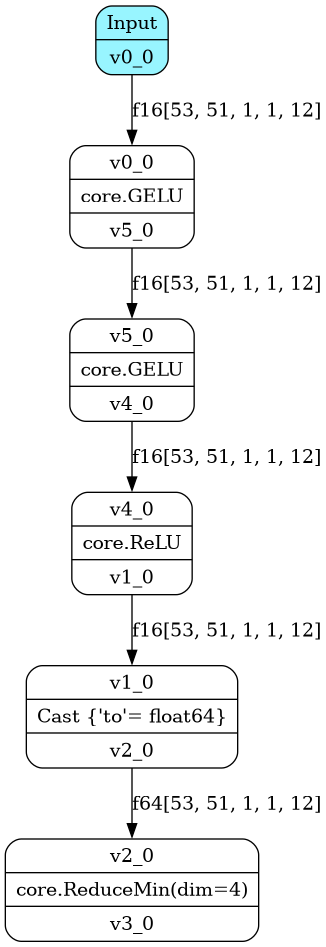 Input
v0_0
f16[53, 51, 1, 1, 12]
v0_0
core.GELU
v5_0
f16[53, 51, 1, 1, 12]
v5_0
core.GELU
v4_0
f16[53, 51, 1, 1, 12]
v4_0
core.ReLU
v1_0
f16[53, 51, 1, 1, 12]
v1_0
Cast {'to'= float64}
v2_0
f64[53, 51, 1, 1, 12]
v2_0
core.ReduceMin(dim=4)
v3_0